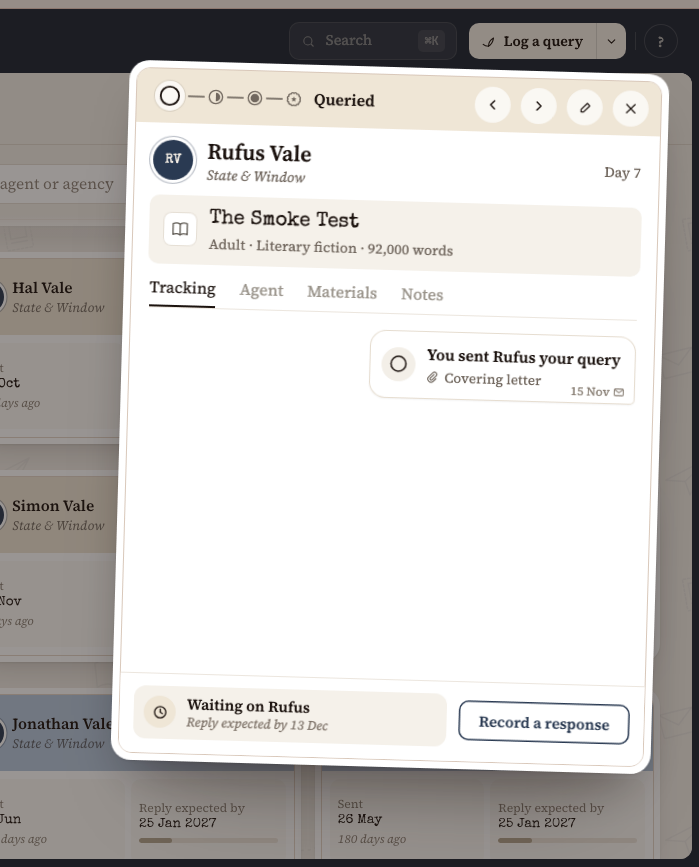 Search ⌘K Log a query ?
Queried
RV Rufus Vale
State & Window
Day 7
agent or agency
The Smoke Test
Adult · Literary fiction · 92,000 words
Tracking Agent Materials Notes
Hal Vale
State & Window
Oct
days ago
You sent Rufus your query
Covering letter
15 Nov
Simon Vale
State & Window
Nov
days ago
Waiting on Rufus
Reply expected by 13 Dec
Record a response
Jonathan Vale
State & Window
Jun
days ago
Reply expected by
25 Jan 2027
Sent
26 May
180 days ago
Reply expected by
25 Jan 2027